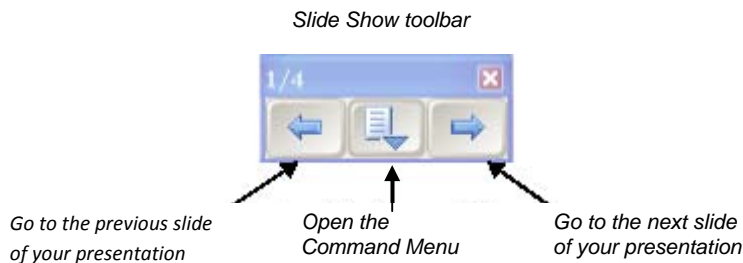 Slide Show toolbar
1/4
Go to the previous slide
of your presentation
Open the
Command Menu
Go to the next slide
of your presentation